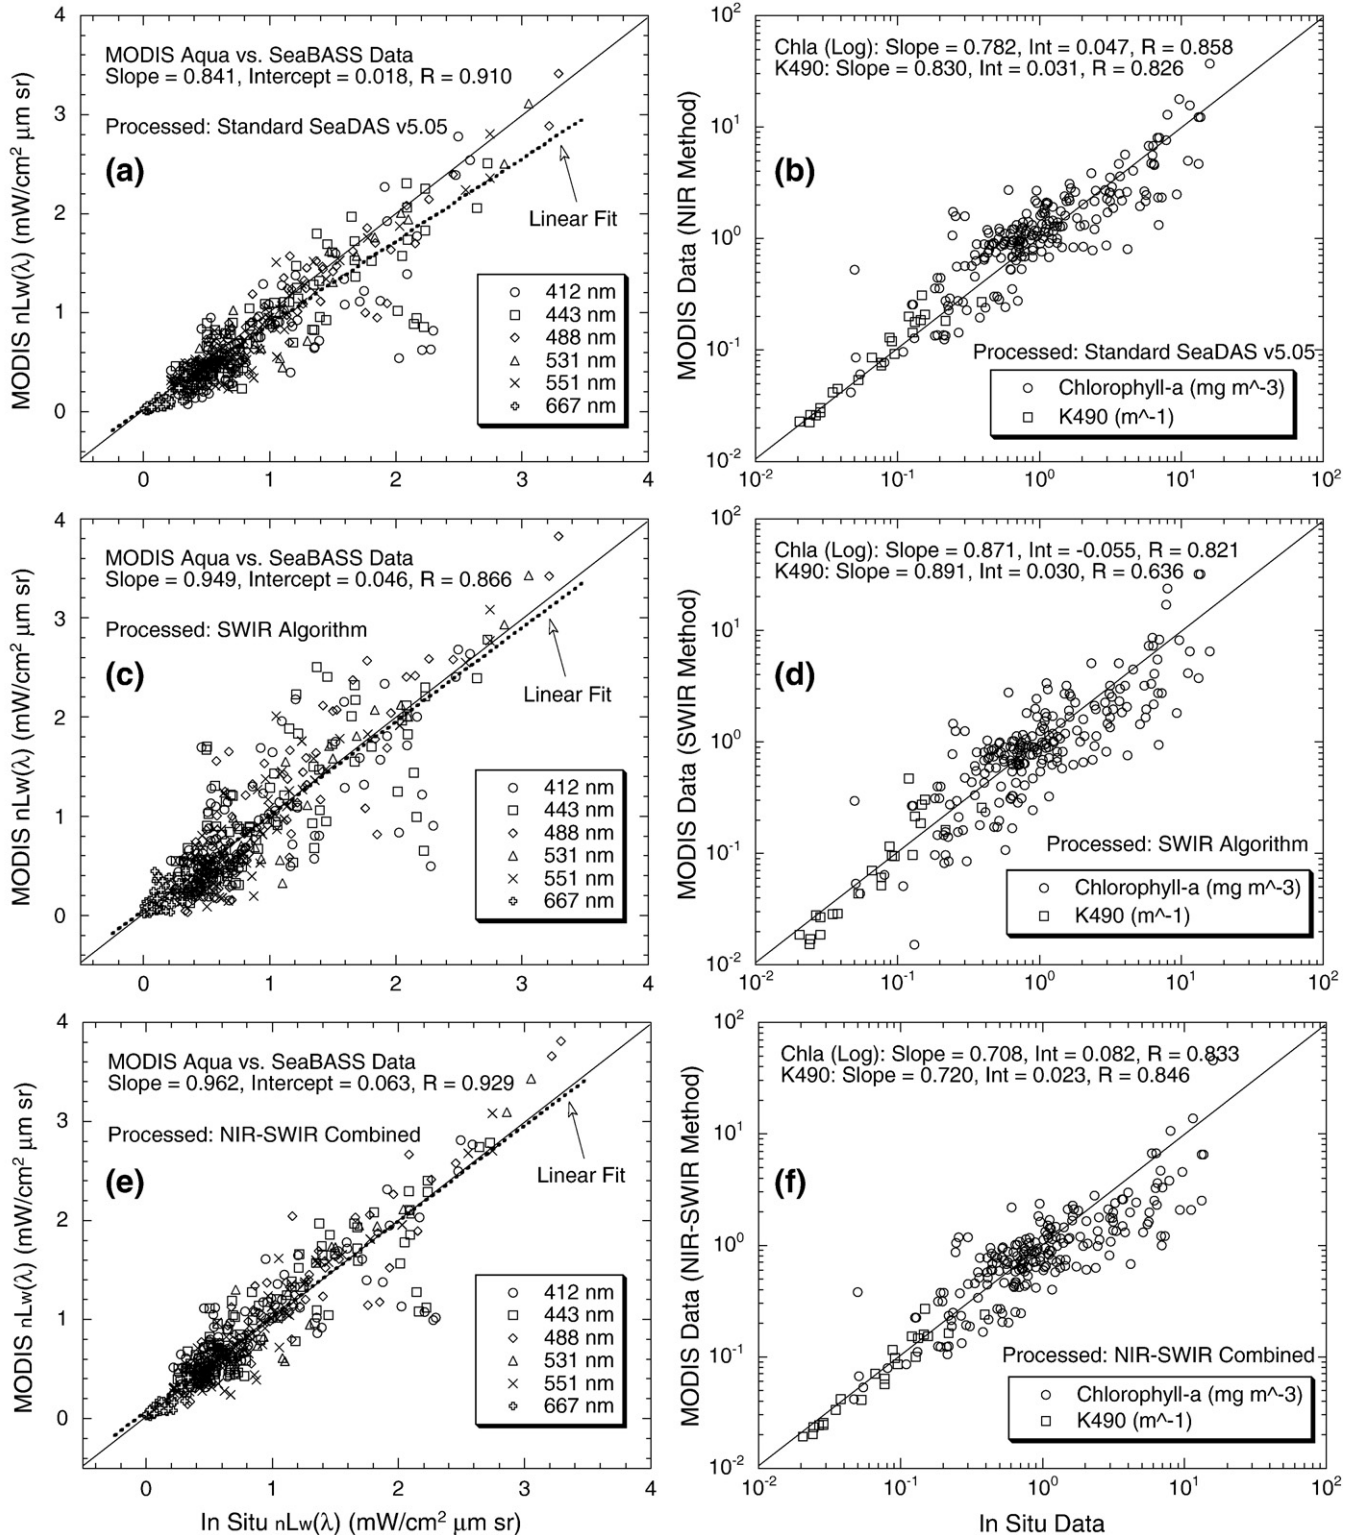 MODIS Aqua vs. SeaBASS Data
Slope = 0.841, Intercept = 0.018, R = 0.910
Processed: Standard SeaDAS v5.05
(a)
Linear Fit
412 nm
443 nm
488 nm
531 nm
551 nm
667 nm
MODIS nLw(λ) (mW/cm² μm sr)
4
3
2
1
0
0
1
2
3
4
Chla (Log): Slope = 0.782, Int = 0.047, R = 0.858
K490: Slope = 0.830, Int = 0.031, R = 0.826
(b)
Processed: Standard SeaDAS v5.05
Chlorophyll-a (mg m^-3)
K490 (m^-1)
MODIS Data (NIR Method)
10²
10¹
10⁰
10⁻¹
10⁻²
10⁻²
10⁻¹
10⁰
10¹
10²
MODIS Aqua vs. SeaBASS Data
Slope = 0.949, Intercept = 0.046, R = 0.866
Processed: SWIR Algorithm
(c)
Linear Fit
412 nm
443 nm
488 nm
531 nm
551 nm
667 nm
MODIS nLw(λ) (mW/cm² μm sr)
4
3
2
1
0
0
1
2
3
4
Chla (Log): Slope = 0.871, Int = -0.055, R = 0.821
K490: Slope = 0.891, Int = 0.030, R = 0.636
(d)
Processed: SWIR Algorithm
Chlorophyll-a (mg m^-3)
K490 (m^-1)
MODIS Data (SWIR Method)
10²
10¹
10⁰
10⁻¹
10⁻²
10⁻²
10⁻¹
10⁰
10¹
10²
MODIS Aqua vs. SeaBASS Data
Slope = 0.962, Intercept = 0.063, R = 0.929
Processed: NIR-SWIR Combined
(e)
Linear Fit
412 nm
443 nm
488 nm
531 nm
551 nm
667 nm
MODIS nLw(λ) (mW/cm² μm sr)
4
3
2
1
0
0
1
2
3
4
In Situ nLw(λ) (mW/cm² μm sr)
Chla (Log): Slope = 0.708, Int = 0.082, R = 0.833
K490: Slope = 0.720, Int = 0.023, R = 0.846
(f)
Processed: NIR-SWIR Combined
Chlorophyll-a (mg m^-3)
K490 (m^-1)
MODIS Data (NIR-SWIR Method)
10²
10¹
10⁰
10⁻¹
10⁻²
10⁻²
10⁻¹
10⁰
10¹
10²
In Situ Data